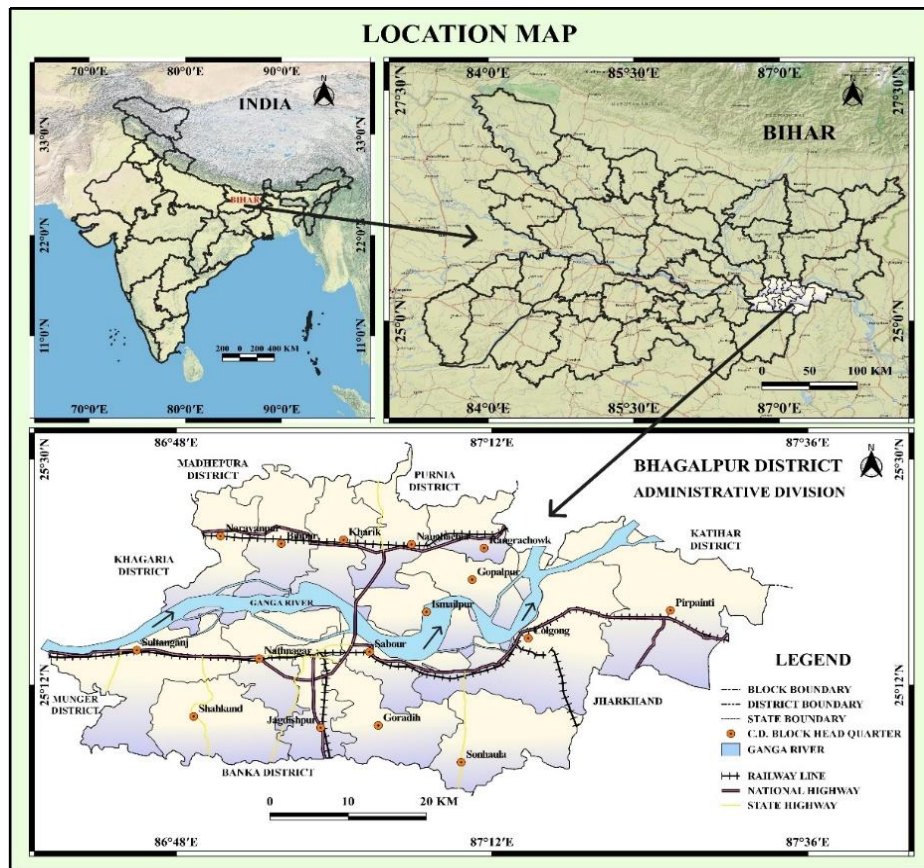 LOCATION MAP
70°0'E 80°0'E 90°0'E
INDIA
N
33°0'N
22°0'N
11°0'N
BIHAR
200 0 200 400 KM
70°0'E 80°0'E 90°0'E
84°0'E 85°30'E 87°0'E
27°30'N
25°0'N
N
BIHAR
0 50 100 KM
84°0'E 85°30'E 87°0'E
86°48'E 87°12'E 87°36'E
25°30'N
25°12'N
BHAGALPUR DISTRICT
ADMINISTRATIVE DIVISION
N
MADHEPURA
DISTRICT
PURNIA
DISTRICT
KATIHAR
DISTRICT
KHAGARIA
DISTRICT
Narayanpur
Kharik
Rangrachowk
Gopalpur
GANGA RIVER
Ismailpur
Pirpainti
Sultanganj
Nathnagar
Sabour
Colgong
MUNGER
DISTRICT
Shahkund
Jagdishpur
Goradih
Sonhaula
JHARKHAND
BANKA DISTRICT
0 10 20 KM
LEGEND
BLOCK BOUNDARY
DISTRICT BOUNDARY
STATE BOUNDARY
C.D. BLOCK HEAD QUARTER
GANGA RIVER
RAILWAY LINE
NATIONAL HIGHWAY
STATE HIGHWAY
25°30'N
25°12'N
86°48'E 87°12'E 87°36'E